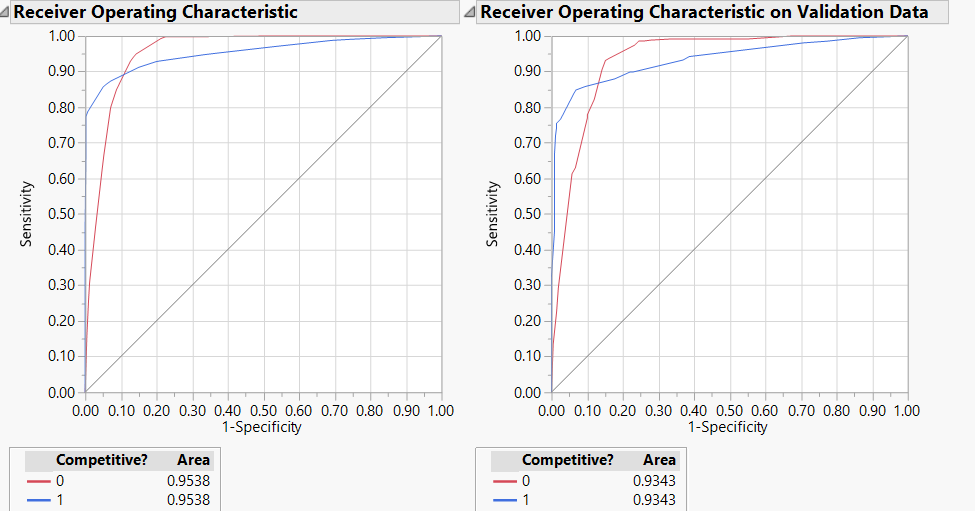 Receiver Operating Characteristic
1.00
0.90
0.80
0.70
0.60
0.50
0.40
0.30
0.20
0.10
0.00
Sensitivity
0.00 0.10 0.20 0.30 0.40 0.50 0.60 0.70 0.80 0.90 1.00
1-Specificity
Competitive? Area
0 0.9538
1 0.9538
Receiver Operating Characteristic on Validation Data
1.00
0.90
0.80
0.70
0.60
0.50
0.40
0.30
0.20
0.10
0.00
Sensitivity
0.00 0.10 0.20 0.30 0.40 0.50 0.60 0.70 0.80 0.90 1.00
1-Specificity
Competitive? Area
0 0.9343
1 0.9343